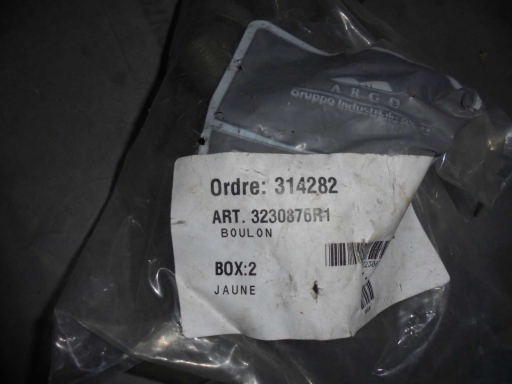 ARGO
Gruppo Industriale
Ordre: 314282
ART. 3230876R1
BOULON
BOX:2
JAUNE